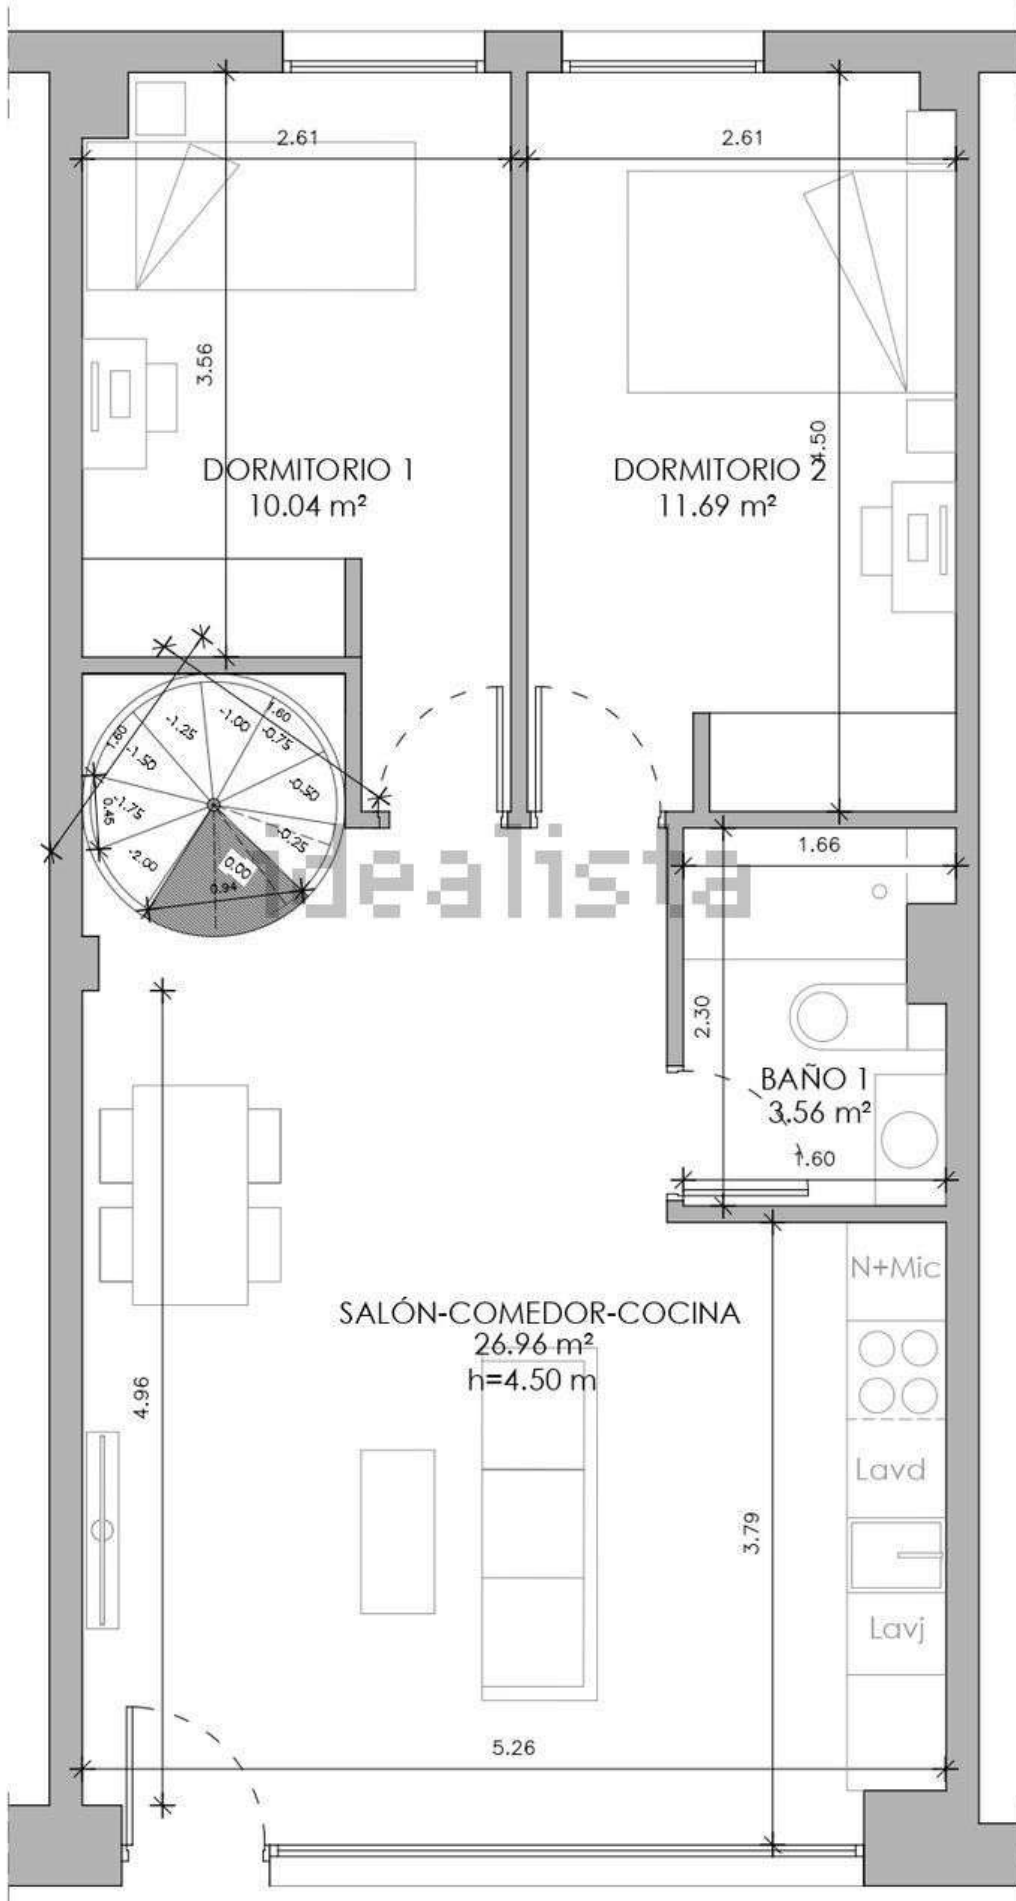 2.61
2.61
3.56
4.50
DORMITORIO 1
10.04 m²
DORMITORIO 2
11.69 m²
1.60
1.60
-1.00
-0.75
-1.25
-1.50
-0.50
-1.75
0.45
-0.25
-2.00
0.00
0.94
idealista
1.66
2.30
BAÑO 1
3.56 m²
1.60
N+Mic
SALÓN-COMEDOR-COCINA
26.96 m²
h=4.50 m
4.96
Lavd
3.79
Lavj
5.26